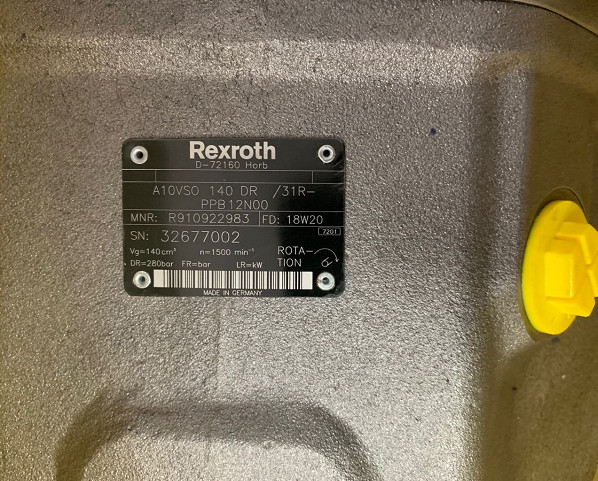 Rexroth
D-72160 Horb
A10VSO 140 DR /31R-
PPB12N00
MNR: R910922983 FD: 18W20
SN: 32677002 7201
Vg=140cm³ n=1500 min⁻¹ ROTA-
DR=280bar FR=bar LR=kW TION
MADE IN GERMANY